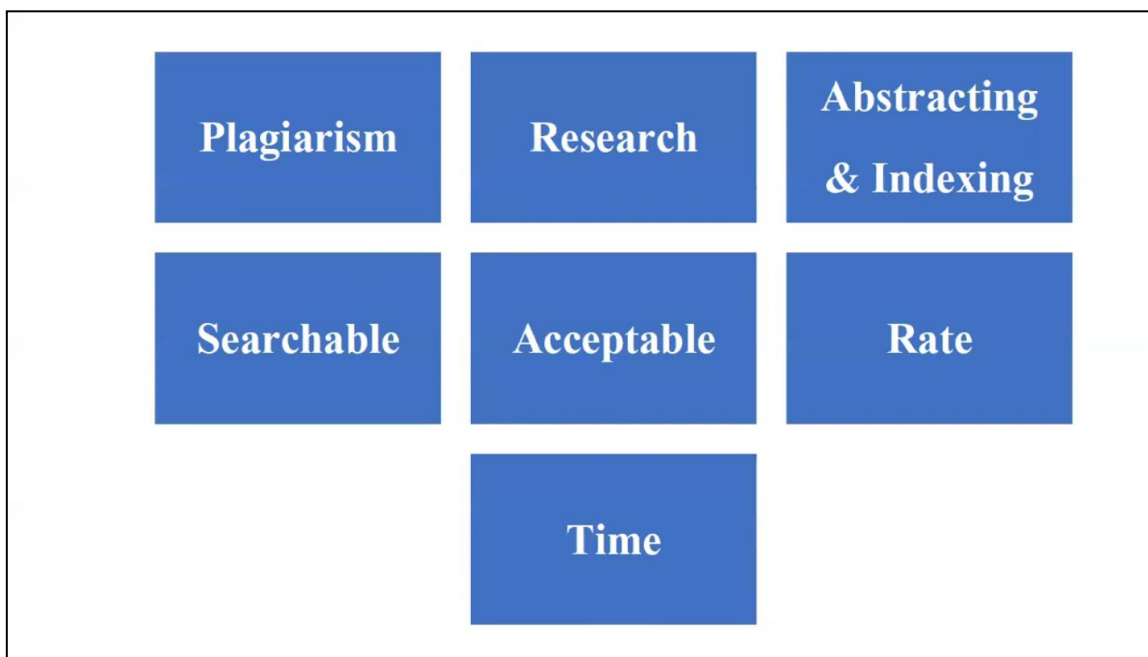 Plagiarism
Research
Abstracting
& Indexing
Searchable
Acceptable
Rate
Time